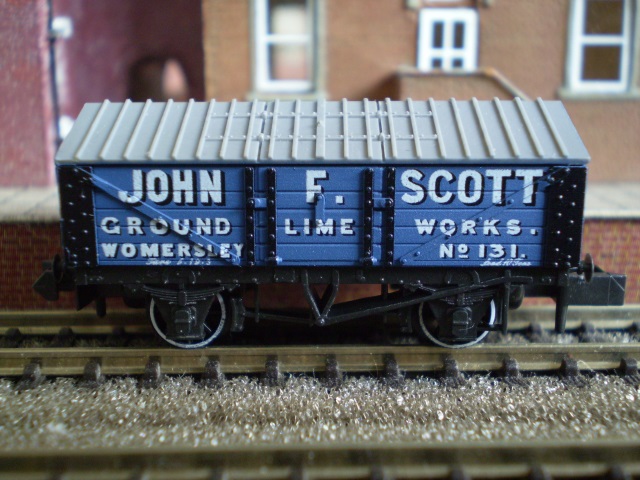 JOHN F. SCOTT
GROUND LIME WORKS.
WOMERSLEY Nº 131.